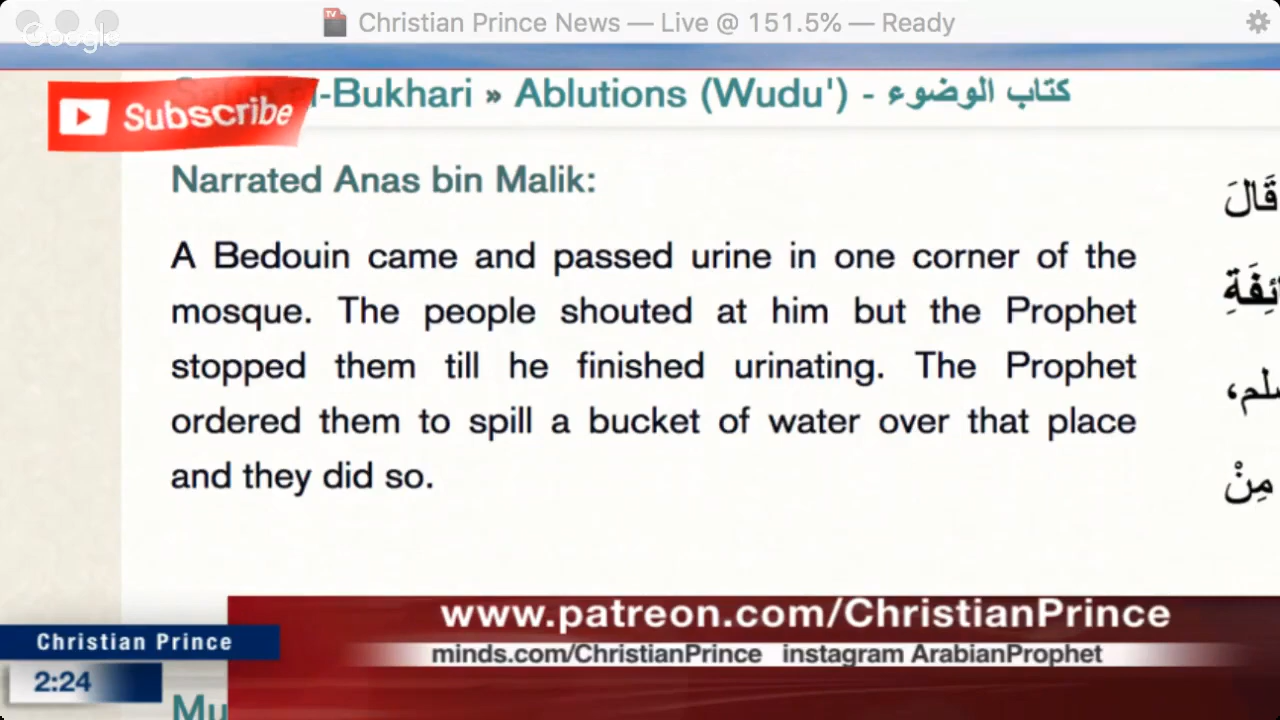 Christian Prince News — Live @ 151.5% — Ready
Google
Subscribe
l-Bukhari » Ablutions (Wudu') - كتاب الوضوء
Narrated Anas bin Malik:
قَالَ
A Bedouin came and passed urine in one corner of the
mosque. The people shouted at him but the Prophet
stopped them till he finished urinating. The Prophet
ordered them to spill a bucket of water over that place
and they did so.
مِنْ
www.patreon.com/ChristianPrince
Christian Prince
minds.com/ChristianPrince instagram ArabianProphet
2:24
Mu